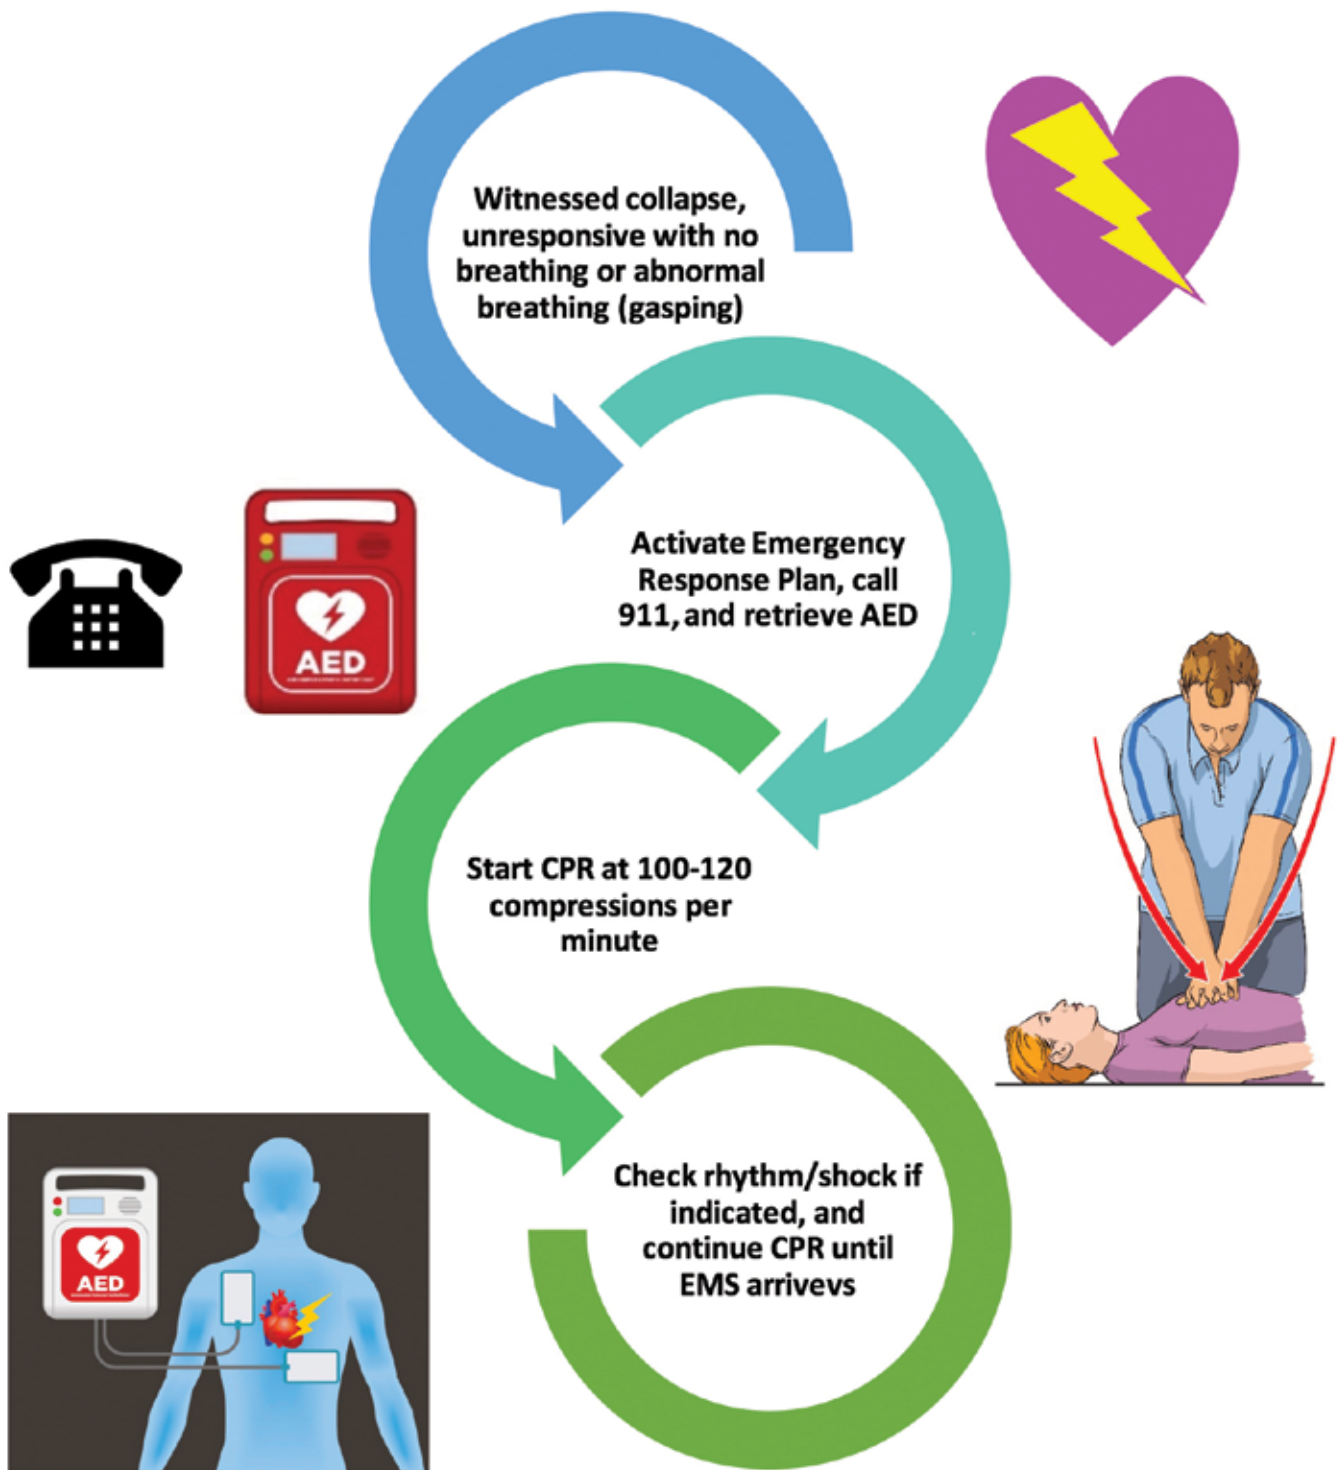 Witnessed collapse,
unresponsive with no
breathing or abnormal
breathing (gasping)
Activate Emergency
Response Plan, call
911, and retrieve AED
AED
Start CPR at 100-120
compressions per
minute
Check rhythm/shock if
indicated, and
continue CPR until
EMS arrivevs
AED